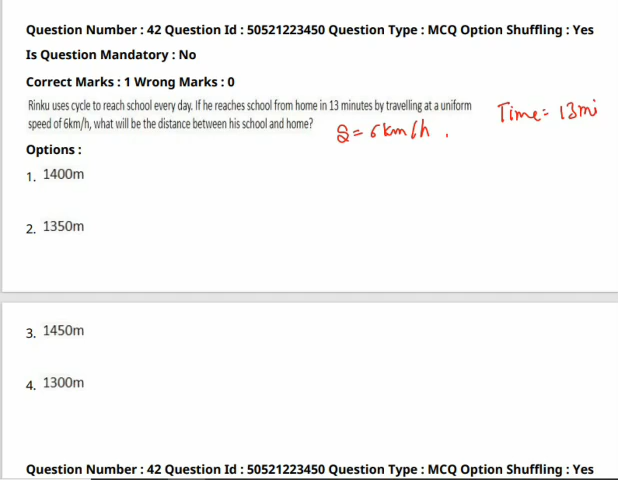 Question Number : 42 Question Id : 50521223450 Question Type : MCQ Option Shuffling : Yes
Is Question Mandatory : No
Correct Marks : 1 Wrong Marks : 0
Rinku uses cycle to reach school every day. If he reaches school from home in 13 minutes by travelling at a uniform
speed of 6km/h, what will be the distance between his school and home?
Time = 13mi
S = 6 km/h .
Options :
1. 1400m
2. 1350m
3. 1450m
4. 1300m
Question Number : 42 Question Id : 50521223450 Question Type : MCQ Option Shuffling : Yes